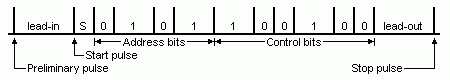 lead-in S 0 1 0 1 1 0 0 1 0 0 lead-out
Address bits Control bits
Start pulse
Preliminary pulse Stop pulse